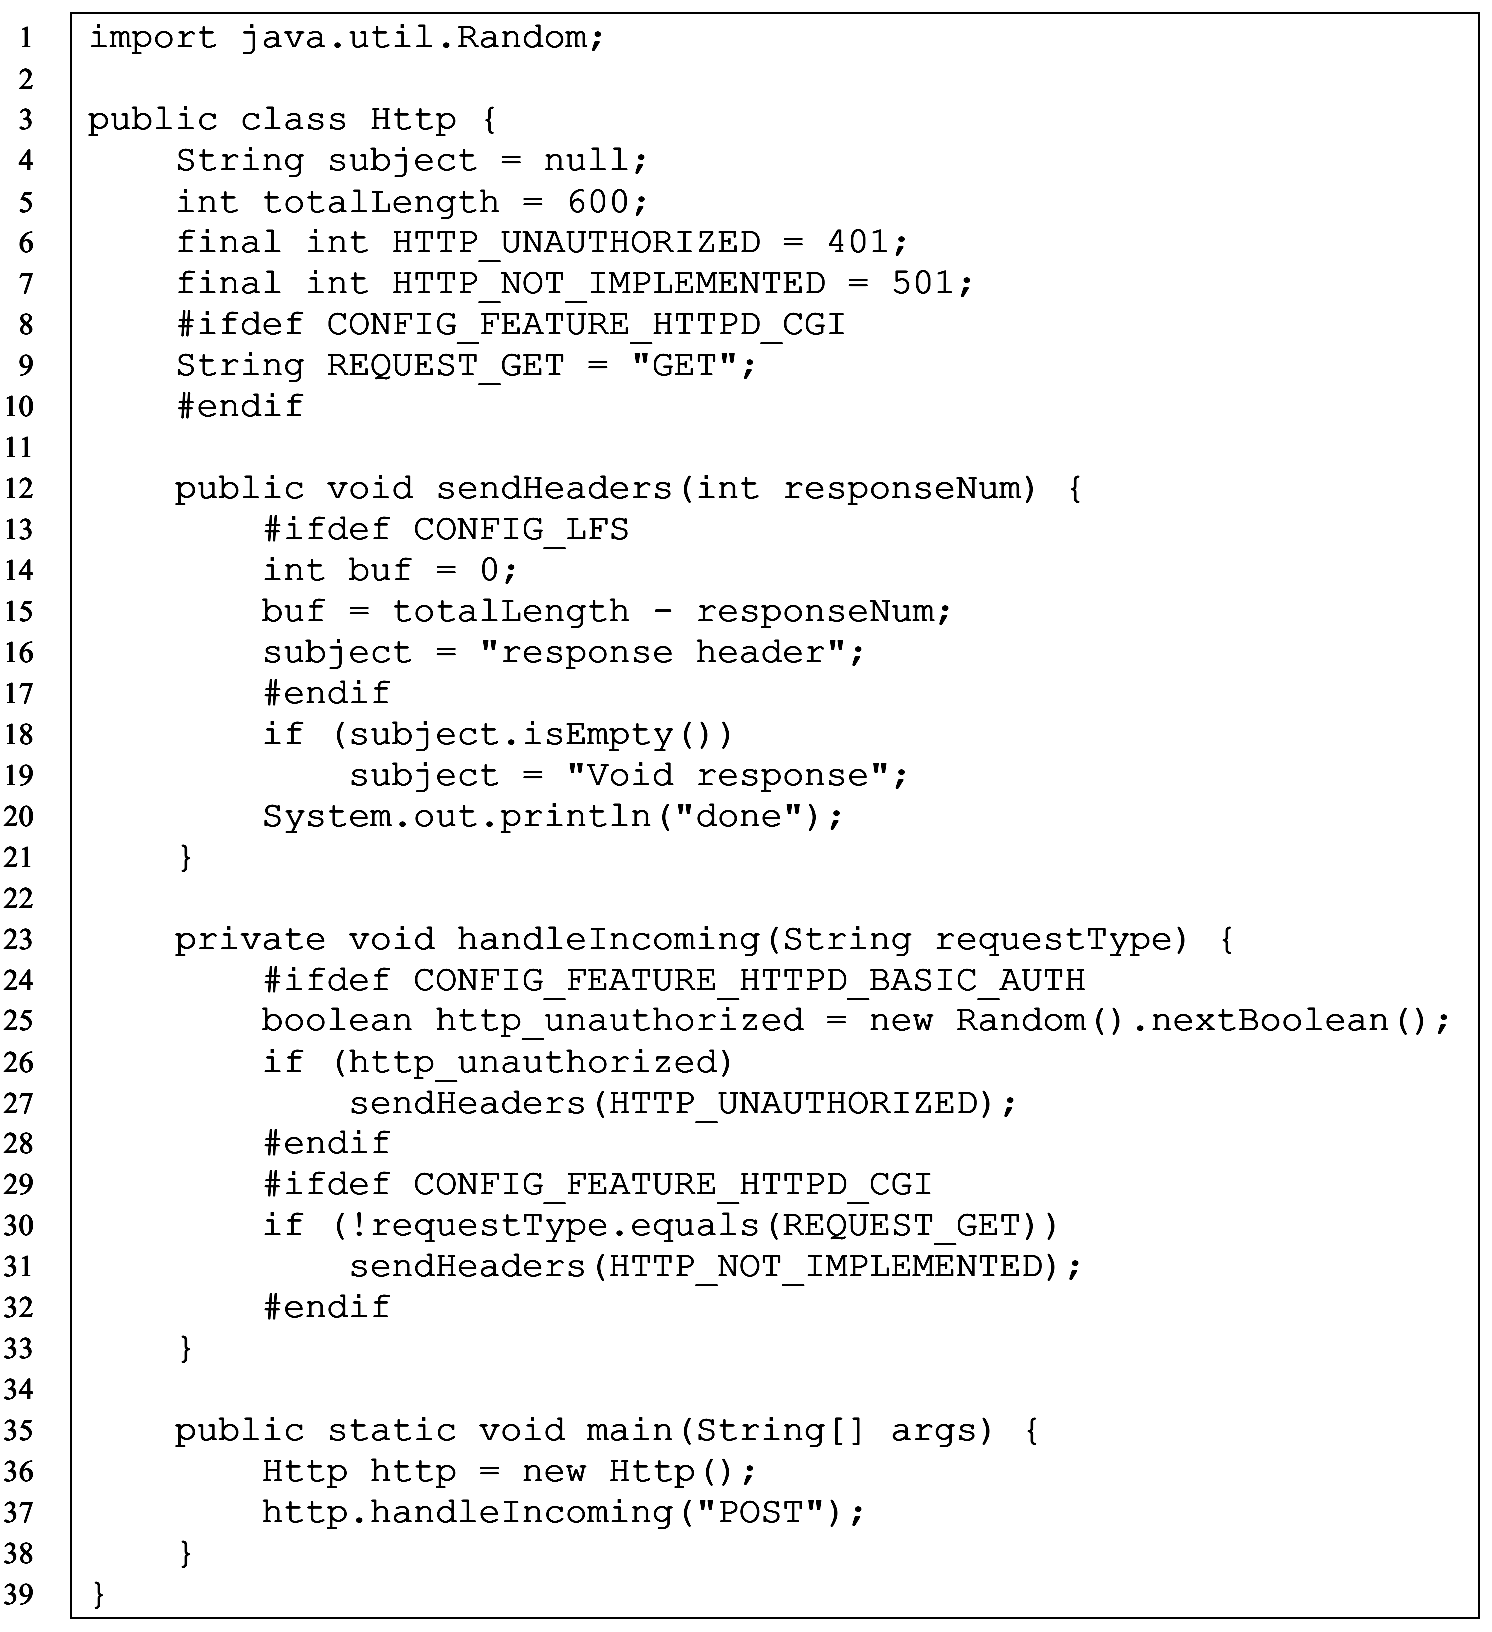 1 import java.util.Random;
2
3 public class Http {
4 String subject = null;
5 int totalLength = 600;
6 final int HTTP_UNAUTHORIZED = 401;
7 final int HTTP_NOT_IMPLEMENTED = 501;
8 #ifdef CONFIG_FEATURE_HTTPD_CGI
9 String REQUEST_GET = "GET";
10 #endif
11
12 public void sendHeaders(int responseNum) {
13 #ifdef CONFIG_LFS
14 int buf = 0;
15 buf = totalLength - responseNum;
16 subject = "response header";
17 #endif
18 if (subject.isEmpty())
19 subject = "Void response";
20 System.out.println("done");
21 }
22
23 private void handleIncoming(String requestType) {
24 #ifdef CONFIG_FEATURE_HTTPD_BASIC_AUTH
25 boolean http_unauthorized = new Random().nextBoolean();
26 if (http_unauthorized)
27 sendHeaders(HTTP_UNAUTHORIZED);
28 #endif
29 #ifdef CONFIG_FEATURE_HTTPD_CGI
30 if (!requestType.equals(REQUEST_GET))
31 sendHeaders(HTTP_NOT_IMPLEMENTED);
32 #endif
33 }
34
35 public static void main(String[] args) {
36 Http http = new Http();
37 http.handleIncoming("POST");
38 }
39 }